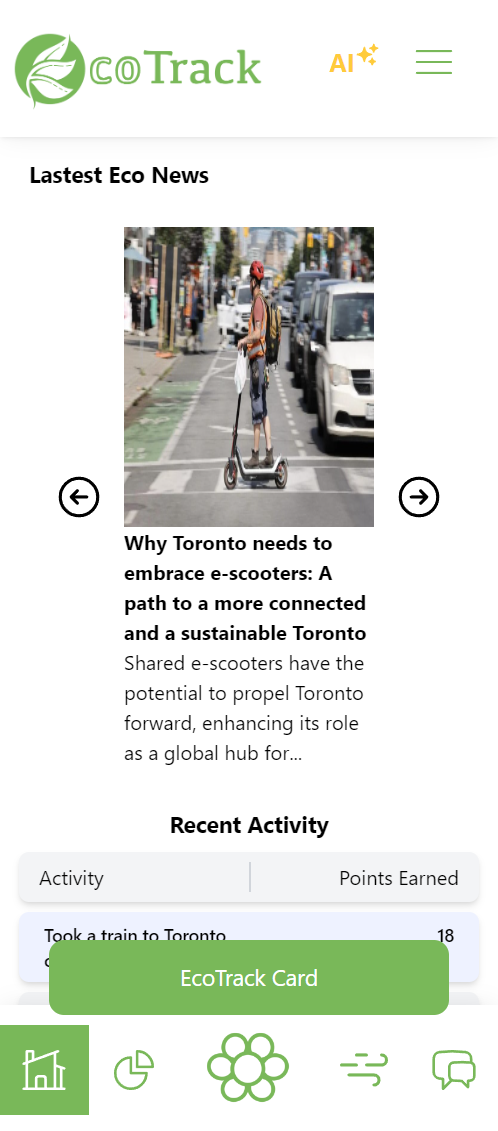 EcoTrack
AI
Lastest Eco News
Why Toronto needs to
embrace e-scooters: A
path to a more connected
and a sustainable Toronto
Shared e-scooters have the
potential to propel Toronto
forward, enhancing its role
as a global hub for...
Recent Activity
Activity Points Earned
Took a train to Toronto 18
EcoTrack Card